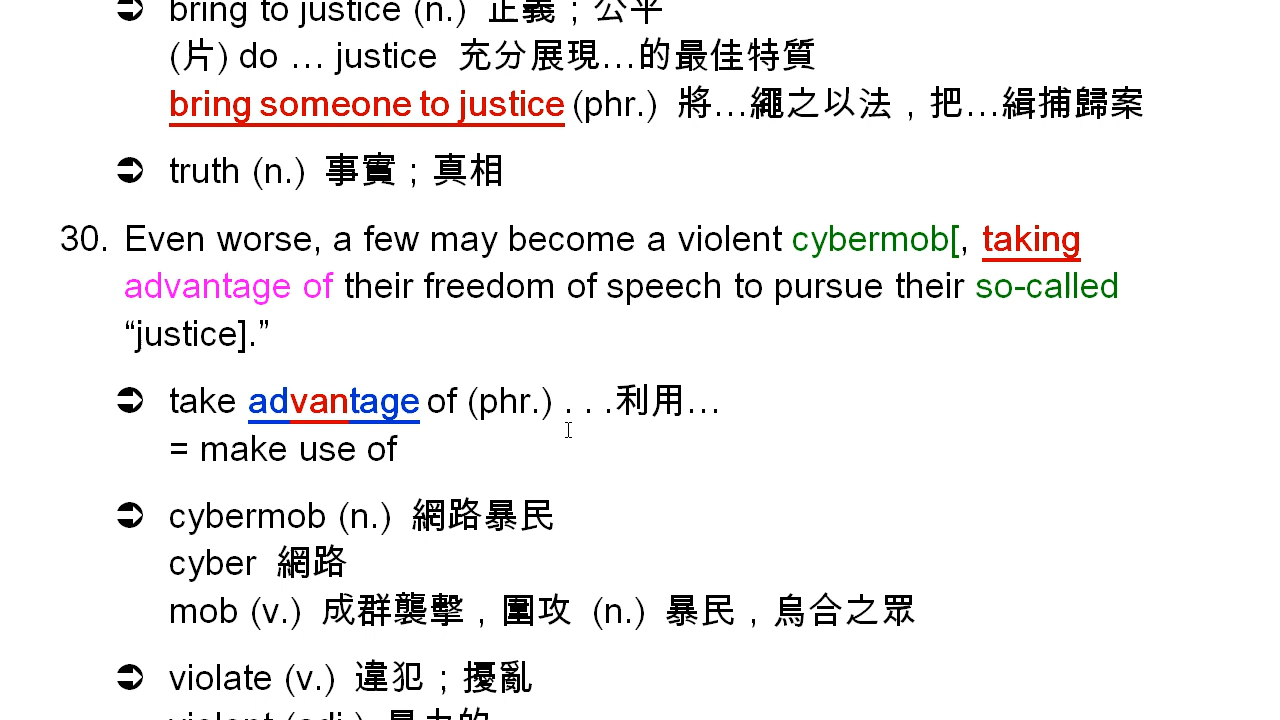 ➲ bring to justice (n.) 正義；公平
(片) do … justice 充分展現…的最佳特質
bring someone to justice (phr.) 將…繩之以法，把…緝捕歸案
➲ truth (n.) 事實；真相
30. Even worse, a few may become a violent cybermob[, taking
advantage of their freedom of speech to pursue their so-called
“justice].”
➲ take advantage of (phr.) . . .利用…
= make use of
➲ cybermob (n.) 網路暴民
cyber 網路
mob (v.) 成群襲擊，圍攻 (n.) 暴民，烏合之眾
➲ violate (v.) 違犯；擾亂
violent (adj.) 暴力的